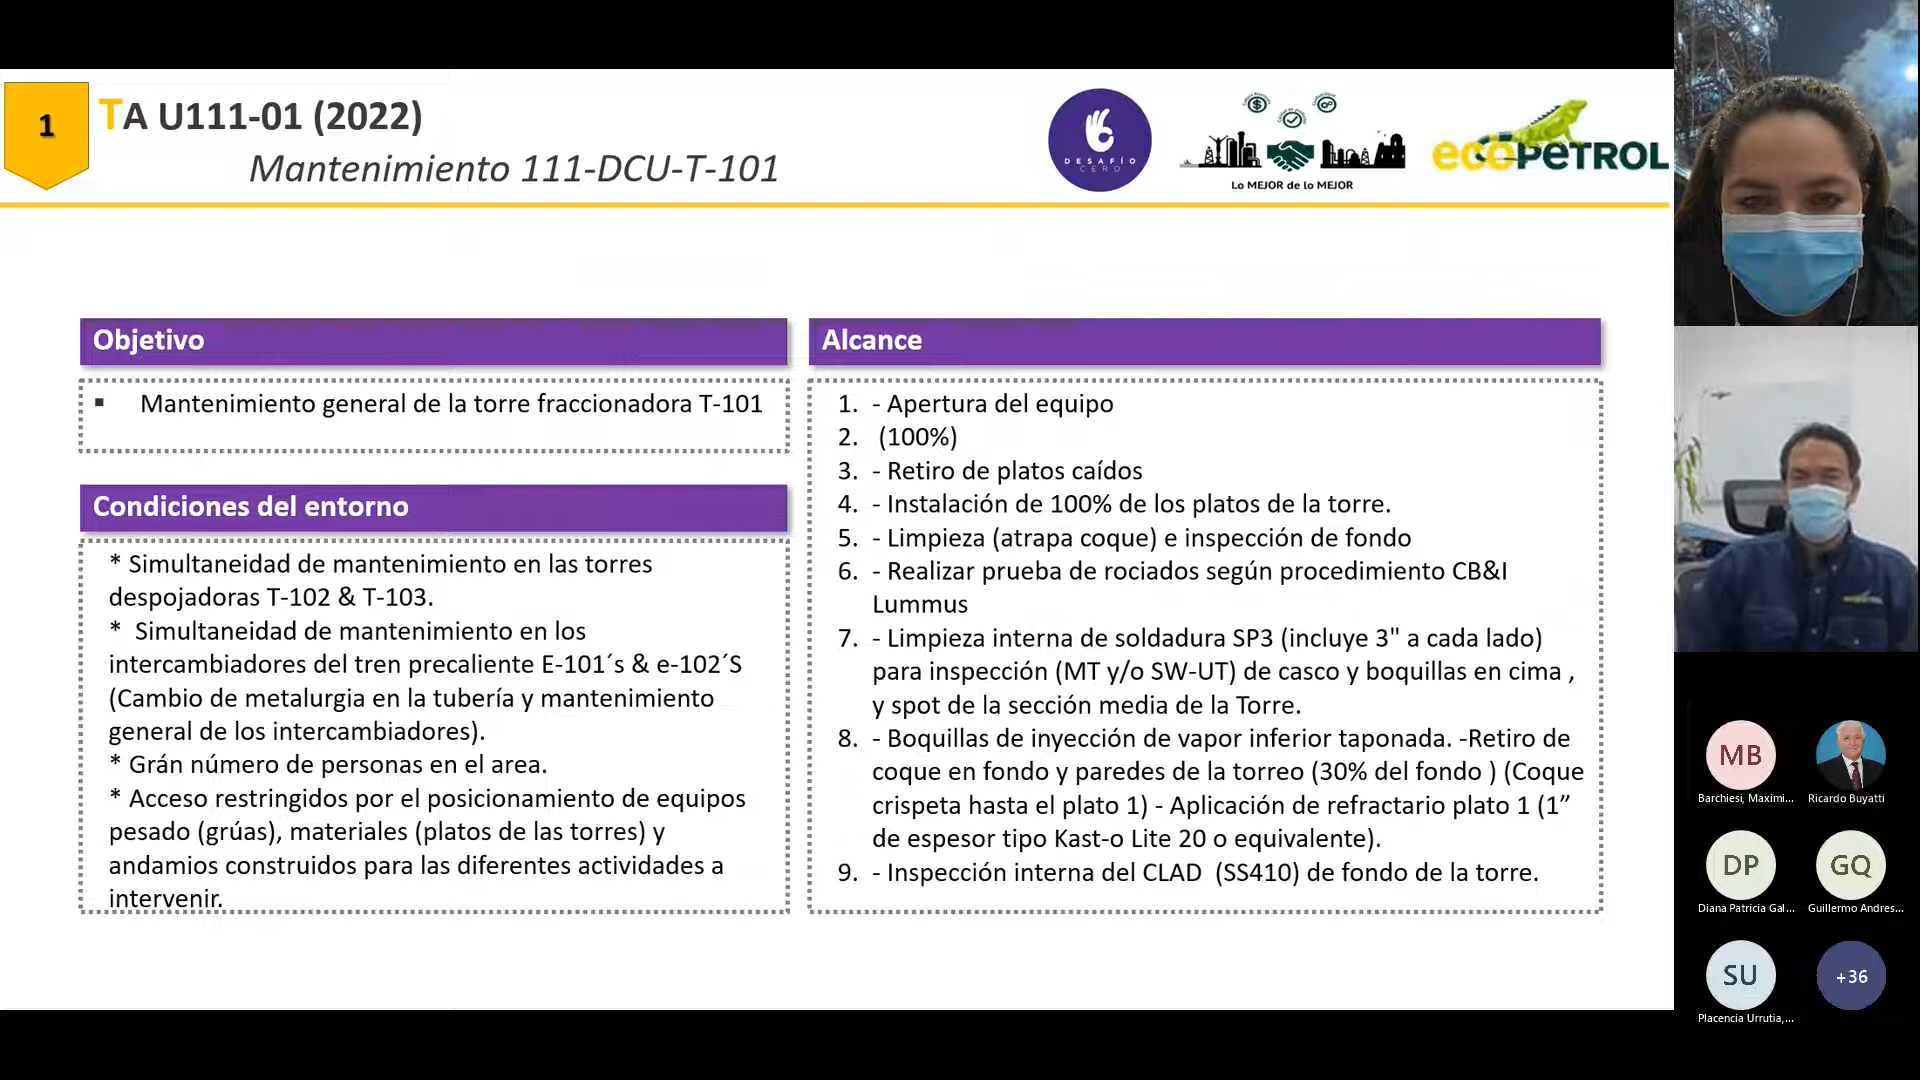 1
TA U111-01 (2022)
Mantenimiento 111-DCU-T-101
DESAFÍO
CERO
Lo MEJOR de lo MEJOR
ecoPETROL
Objetivo
▪ Mantenimiento general de la torre fraccionadora T-101
Condiciones del entorno
* Simultaneidad de mantenimiento en las torres
despojadoras T-102 & T-103.
* Simultaneidad de mantenimiento en los
intercambiadores del tren precaliente E-101´s & e-102´S
(Cambio de metalurgia en la tubería y mantenimiento
general de los intercambiadores).
* Grán número de personas en el area.
* Acceso restringidos por el posicionamiento de equipos
pesado (grúas), materiales (platos de las torres) y
andamios construidos para las diferentes actividades a
intervenir.
Alcance
1. - Apertura del equipo
2. (100%)
3. - Retiro de platos caídos
4. - Instalación de 100% de los platos de la torre.
5. - Limpieza (atrapa coque) e inspección de fondo
6. - Realizar prueba de rociados según procedimiento CB&I
Lummus
7. - Limpieza interna de soldadura SP3 (incluye 3" a cada lado)
para inspección (MT y/o SW-UT) de casco y boquillas en cima ,
y spot de la sección media de la Torre.
8. - Boquillas de inyección de vapor inferior taponada. -Retiro de
coque en fondo y paredes de la torreo (30% del fondo ) (Coque
crispeta hasta el plato 1) - Aplicación de refractario plato 1 (1”
de espesor tipo Kast-o Lite 20 o equivalente).
9. - Inspección interna del CLAD (SS410) de fondo de la torre.
MB
Barchiesi, Maximi...
Ricardo Buyatti
DP
Diana Patricia Gal...
GQ
Guillermo Andres...
SU
Placencia Urrutia,...
+36